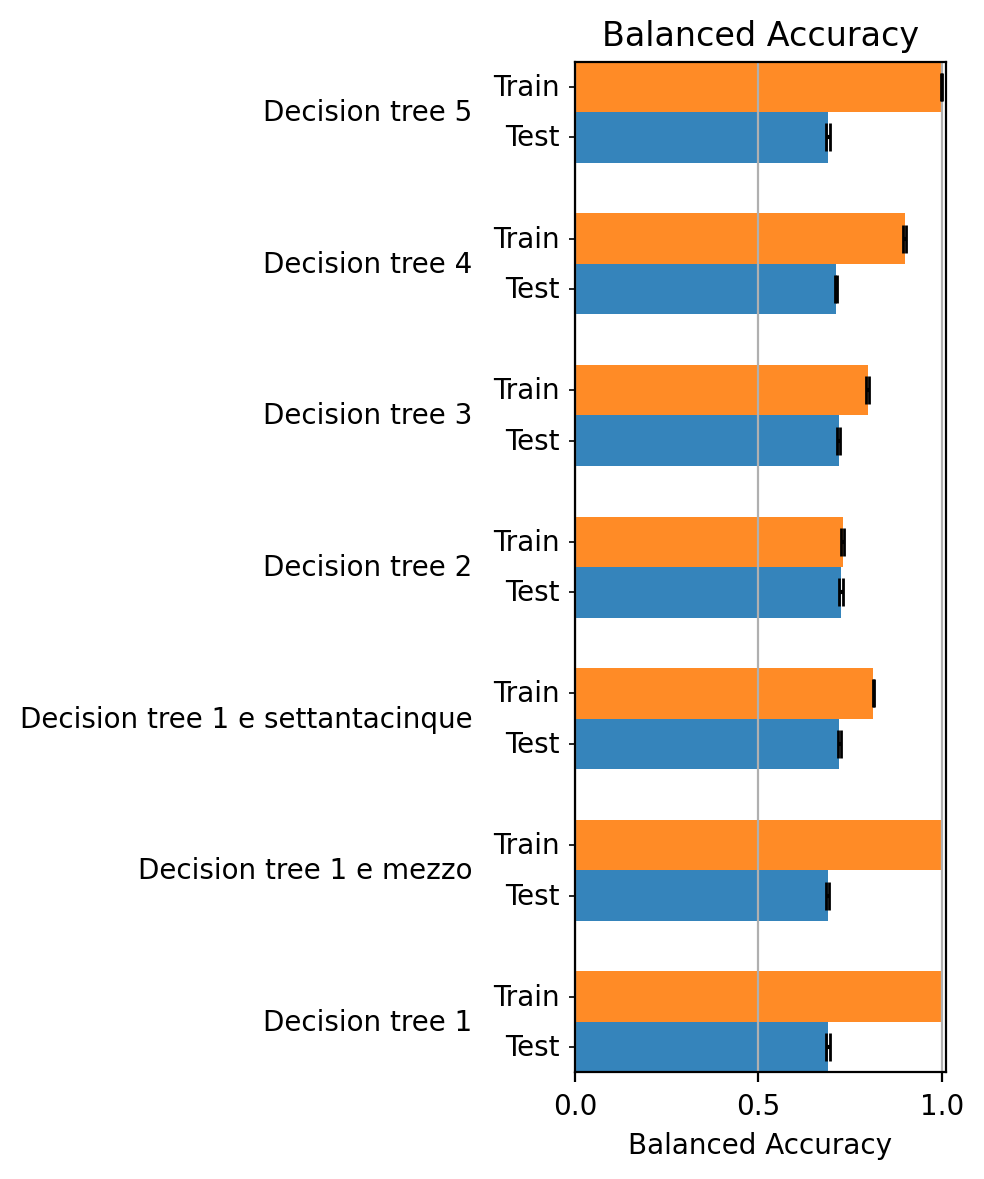 Balanced Accuracy
Decision tree 5
Train
Test
Decision tree 4
Train
Test
Decision tree 3
Train
Test
Decision tree 2
Train
Test
Decision tree 1 e settantacinque
Train
Test
Decision tree 1 e mezzo
Train
Test
Decision tree 1
Train
Test
0.0 0.5 1.0
Balanced Accuracy